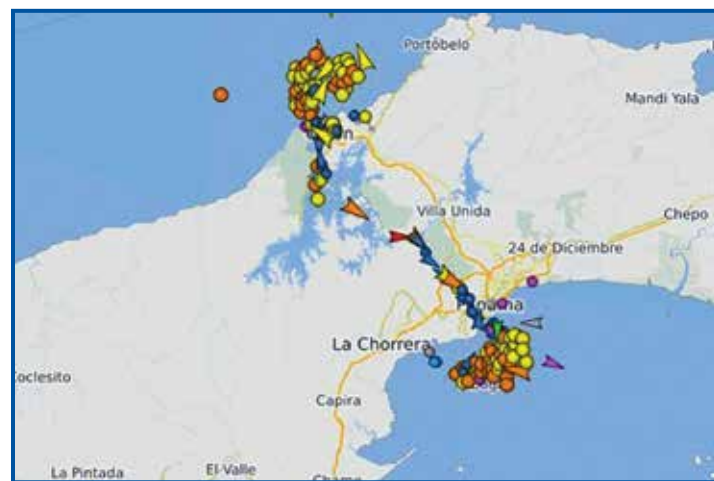 Portobelo
Mandi Yala
Villa Unida
Chepo
24 de Diciembre
La Chorrera
Coclesito
Capira
El Valle
La Pintada